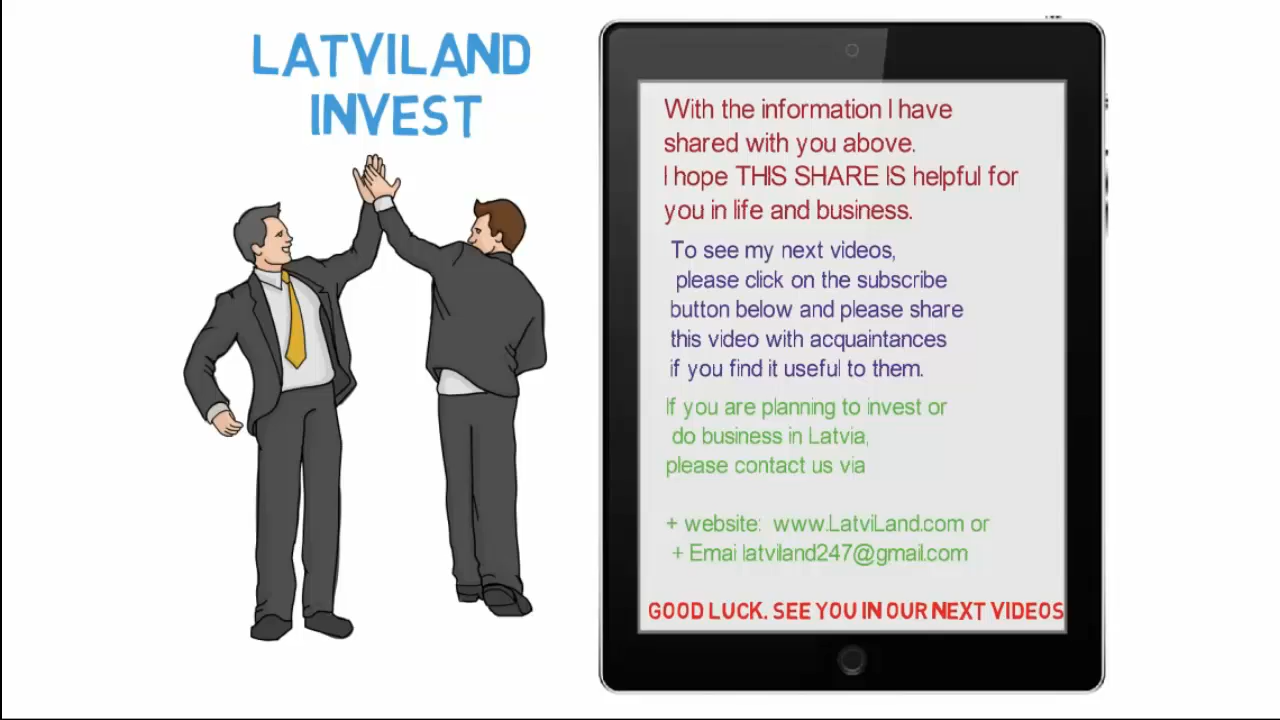 LATVILAND
INVEST
With the information I have
shared with you above.
I hope THIS SHARE IS helpful for
you in life and business.
To see my next videos,
please click on the subscribe
button below and please share
this video with acquaintances
if you find it useful to them.
If you are planning to invest or
do business in Latvia,
please contact us via
+ website: www.LatviLand.com or
+ Emai latviland247@gmail.com
GOOD LUCK. SEE YOU IN OUR NEXT VIDEOS